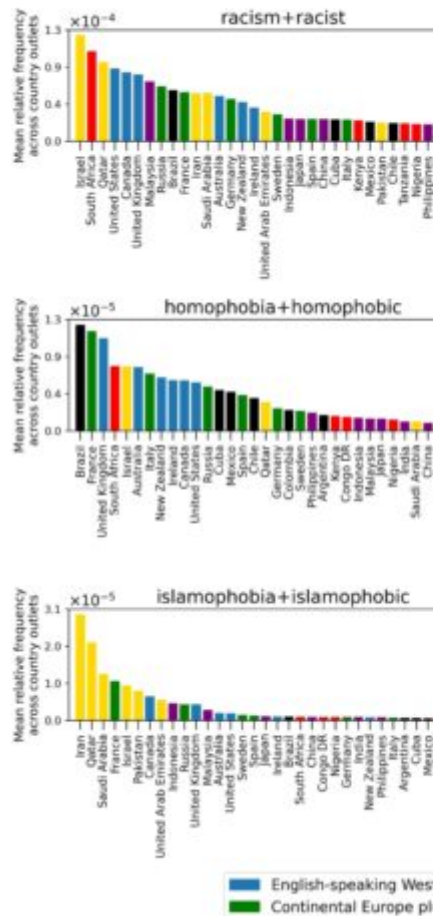 racism+racist
×10⁻⁴
Mean relative frequency
across country outlets
1.3
0.9
0.4
0.0
Israel
South Africa
Qatar
United States
Canada
United Kingdom
Malaysia
Russia
Brazil
France
Iran
Saudi Arabia
Australia
Germany
New Zealand
Ireland
United Arab Emirates
Sweden
Indonesia
Japan
Spain
China
Cuba
Italy
Kenya
Mexico
Pakistan
Chile
Tanzania
Nigeria
Philippines
homophobia+homophobic
×10⁻⁵
Mean relative frequency
across country outlets
1.3
0.9
0.4
0.0
Brazil
France
United Kingdom
South Africa
Israel
Australia
Italy
New Zealand
Ireland
Canada
United States
Russia
Cuba
Mexico
Spain
Chile
Qatar
Germany
Colombia
Sweden
Philippines
Argentina
Kenya
Congo DR
Indonesia
Malaysia
Japan
Nigeria
India
Saudi Arabia
China
islamophobia+islamophobic
×10⁻⁵
Mean relative frequency
across country outlets
3.1
2.1
1.0
0.0
Iran
Qatar
Saudi Arabia
France
Israel
Pakistan
Canada
United Arab Emirates
Indonesia
Russia
United Kingdom
Malaysia
Australia
United States
Sweden
Spain
Japan
Ireland
Brazil
South Africa
China
Congo DR
Nigeria
Germany
India
New Zealand
Philippines
Italy
Argentina
Cuba
Mexico
English-speaking West
Continental Europe pl